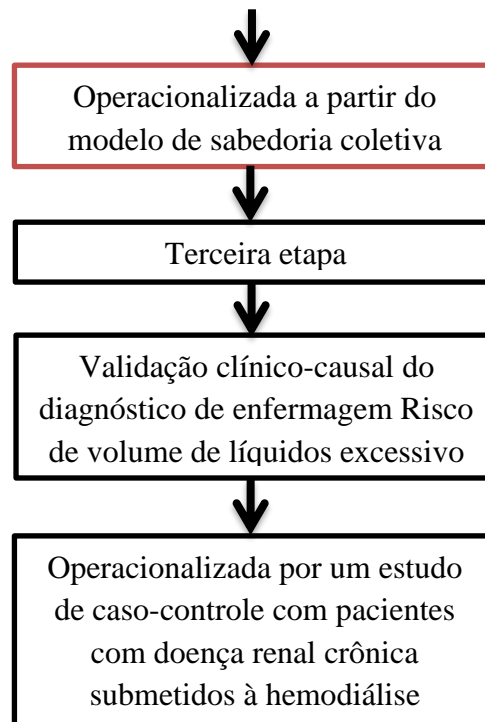 Operacionalizada a partir do
modelo de sabedoria coletiva
Terceira etapa
Validação clínico-causal do
diagnóstico de enfermagem Risco
de volume de líquidos excessivo
Operacionalizada por um estudo
de caso-controle com pacientes
com doença renal crônica
submetidos à hemodiálise